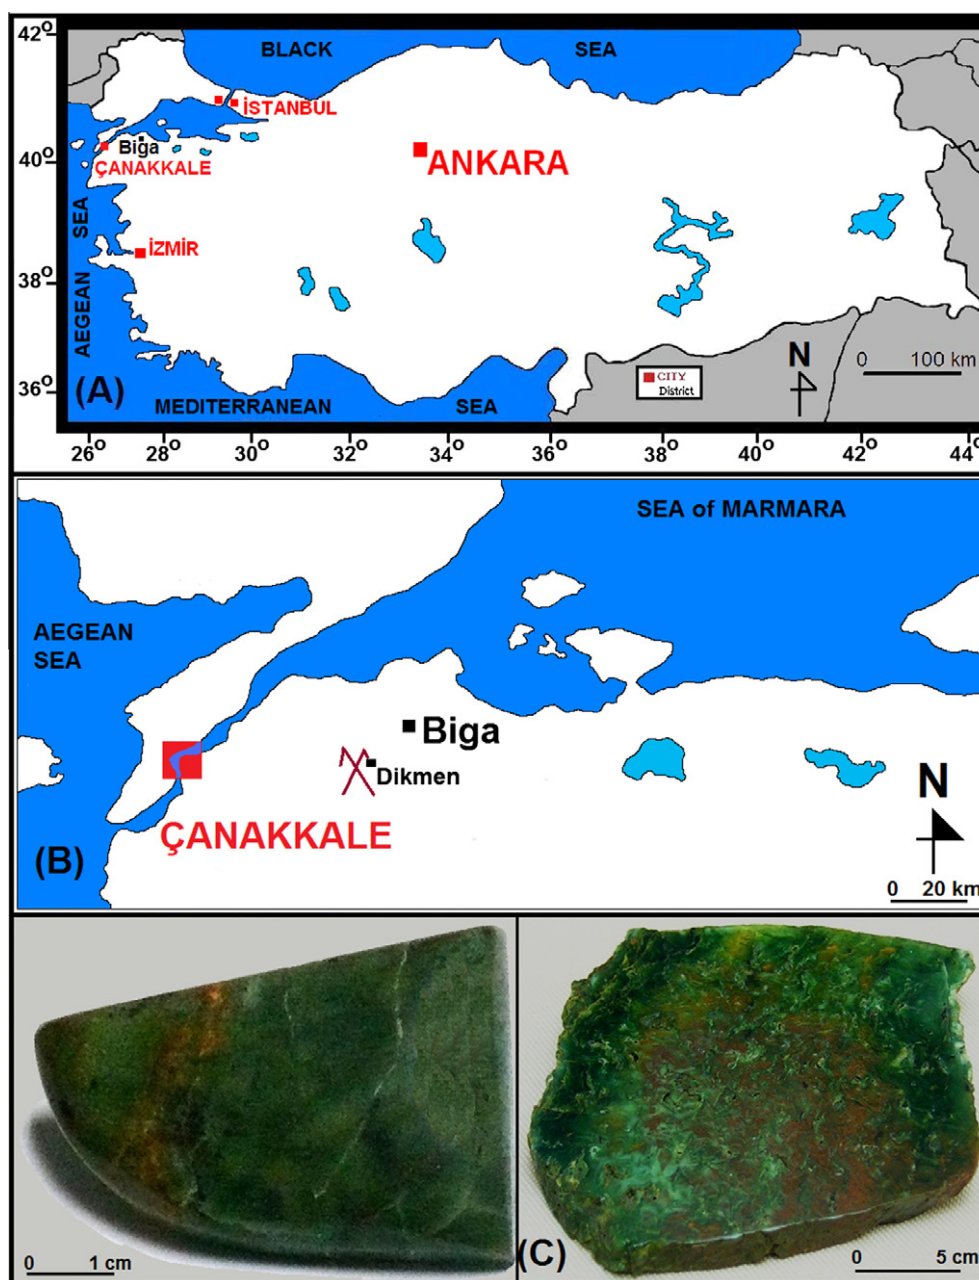 42°
BLACK SEA
İSTANBUL
Biga
40°
ÇANAKKALE
ANKARA
AEGEAN SEA
İZMİR
38°
N
0 100 km
CITY
District
36°
(A)
MEDITERRANEAN SEA
26° 28° 30° 32° 34° 36° 38° 40° 42° 44°
SEA of MARMARA
AEGEAN
SEA
Biga
Dikmen
N
ÇANAKKALE
(B)
0 20 km
0 1 cm
(C)
0 5 cm